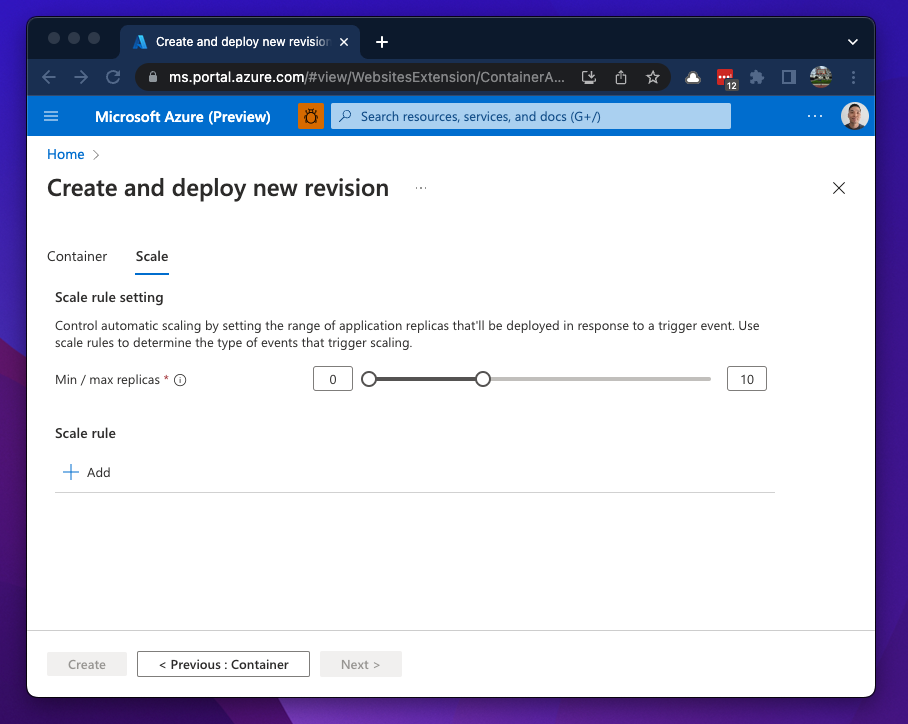 Create and deploy new revision
ms.portal.azure.com/#view/WebsitesExtension/ContainerA...
12
Microsoft Azure (Preview)
Search resources, services, and docs (G+/)
Home
Create and deploy new revision
Container
Scale
Scale rule setting
Control automatic scaling by setting the range of application replicas that'll be deployed in response to a trigger event. Use
scale rules to determine the type of events that trigger scaling.
Min / max replicas *
0
10
Scale rule
Add
Create
< Previous : Container
Next >